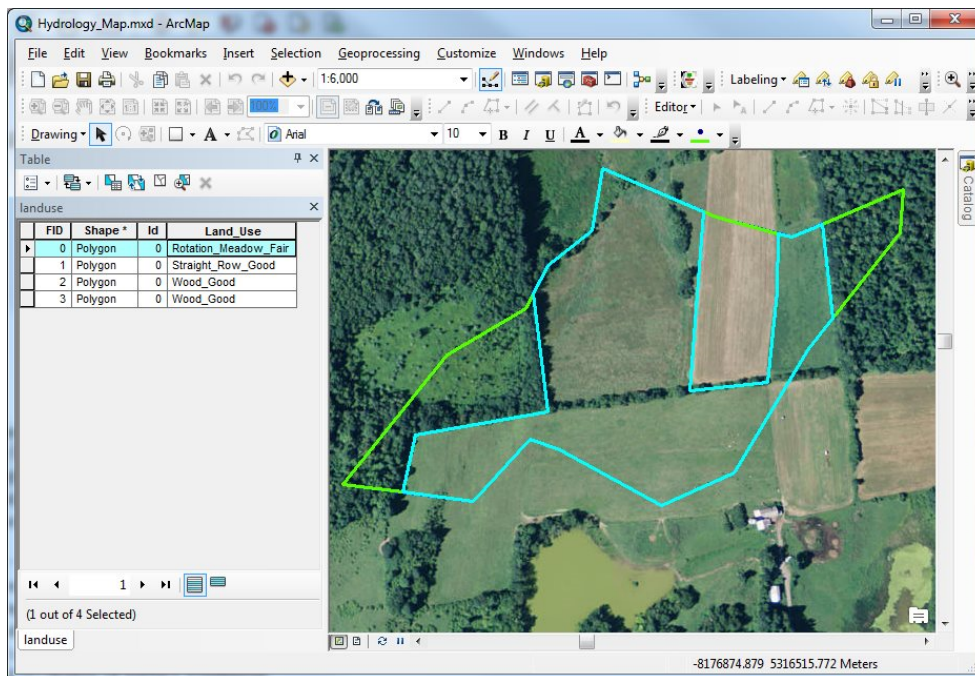 Hydrology_Map.mxd - ArcMap
File Edit View Bookmarks Insert Selection Geoprocessing Customize Windows Help
1:6,000 Labeling
100% Editor
Drawing Arial 10 B I U A
Table
landuse
FID Shape * Id Land_Use
0 Polygon 0 Rotation_Meadow_Fair
1 Polygon 0 Straight_Row_Good
2 Polygon 0 Wood_Good
3 Polygon 0 Wood_Good
1
(1 out of 4 Selected)
landuse
Catalog
-8176874.879 5316515.772 Meters